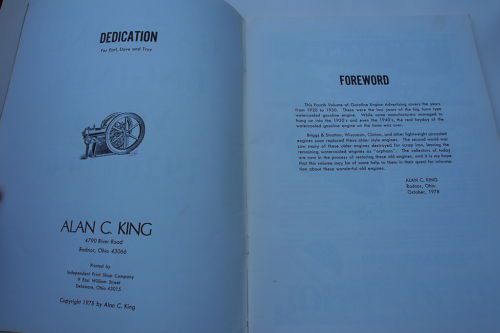 DEDICATION
For Earl, Dave and Troy
ALAN C. KING
4790 River Road
Radnor, Ohio 43066
Printed by
Independent Print Shop Company
9 East William Street
Delaware, Ohio 43015
Copyright 1978 by Alan C. King
FOREWORD
This Fourth Volume of Gasoline Engine Advertising covers the years
from 1920 to 1930. These were the last years of the big farm type
watercooled gasoline engine. While some manufacturers managed to
hang on into the 1930's and even the 1940's, the real heyday of the
watercooled gasoline engine on the farm was over.
Briggs & Stratton, Wisconsin, Clinton, and other lightweight aircooled
engines soon replaced these older style engines. The second world war
saw many of these older engines destroyed for scrap iron, leaving the
remaining watercooled engines as "orphans". The collectors of today
are now in the process of restoring these old engines, and it is my hope
that this volume may be of some help to them in their quest for informa-
tion about these wonderful old engines.
ALAN C. KING
Radnor, Ohio
October, 1978